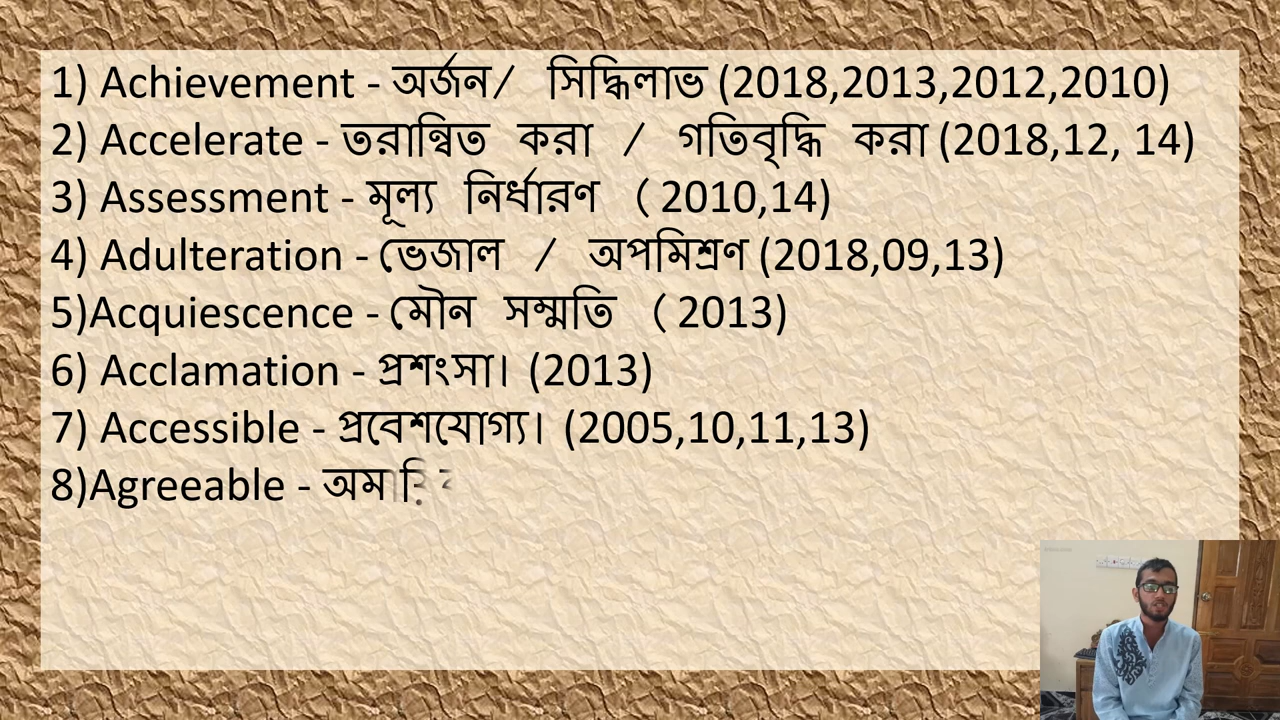 1) Achievement - অর্জন/ সিদ্ধিলাভ (2018,2013,2012,2010)
2) Accelerate - তরান্বিত করা / গতিবৃদ্ধি করা (2018,12, 14)
3) Assessment - মূল্য নির্ধারণ (2010,14)
4) Adulteration - ভেজাল / অপমিশ্রণ (2018,09,13)
5)Acquiescence - মৌন সম্মতি (2013)
6) Acclamation - প্রশংসা। (2013)
7) Accessible - প্রবেশযোগ্য। (2005,10,11,13)
8)Agreeable -